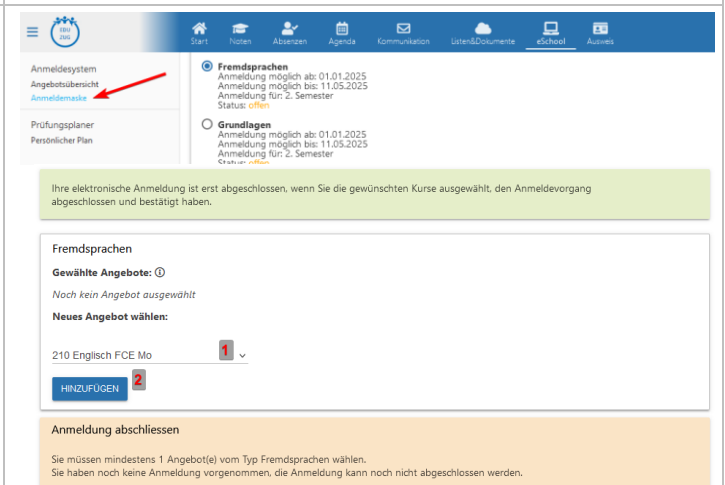 EBU
ZUG
Start Noten Absenzen Agenda Kommunikation Listen&Dokumente eSchool Ausweis
Anmeldesystem
Angebotsübersicht
Anmeldemaske
Prüfungsplaner
Persönlicher Plan
Fremdsprachen
Anmeldung möglich ab: 01.01.2025
Anmeldung möglich bis: 11.05.2025
Anmeldung für: 2. Semester
Status: offen
Grundlagen
Anmeldung möglich ab: 01.01.2025
Anmeldung möglich bis: 11.05.2025
Anmeldung für: 2. Semester
Status: offen
Ihre elektronische Anmeldung ist erst abgeschlossen, wenn Sie die gewünschten Kurse ausgewählt, den Anmeldevorgang
abgeschlossen und bestätigt haben.
Fremdsprachen
Gewählte Angebote:
Noch kein Angebot ausgewählt
Neues Angebot wählen:
210 Englisch FCE Mo 1
HINZUFÜGEN 2
Anmeldung abschliessen
Sie müssen mindestens 1 Angebot(e) vom Typ Fremdsprachen wählen.
Sie haben noch keine Anmeldung vorgenommen, die Anmeldung kann noch nicht abgeschlossen werden.